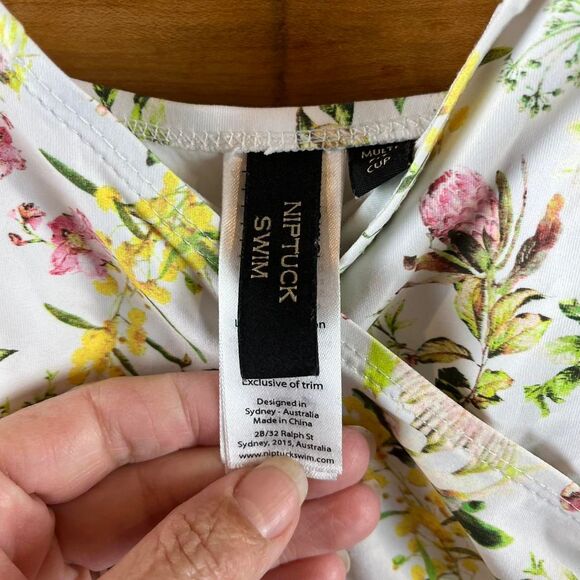 NIPTUCK
SWIM
MULTI
CUP
Exclusive of trim
Designed in
Sydney - Australia
Made in China
2B/32 Ralph St
Sydney, 2015, Australia
www.niptuckswim.com